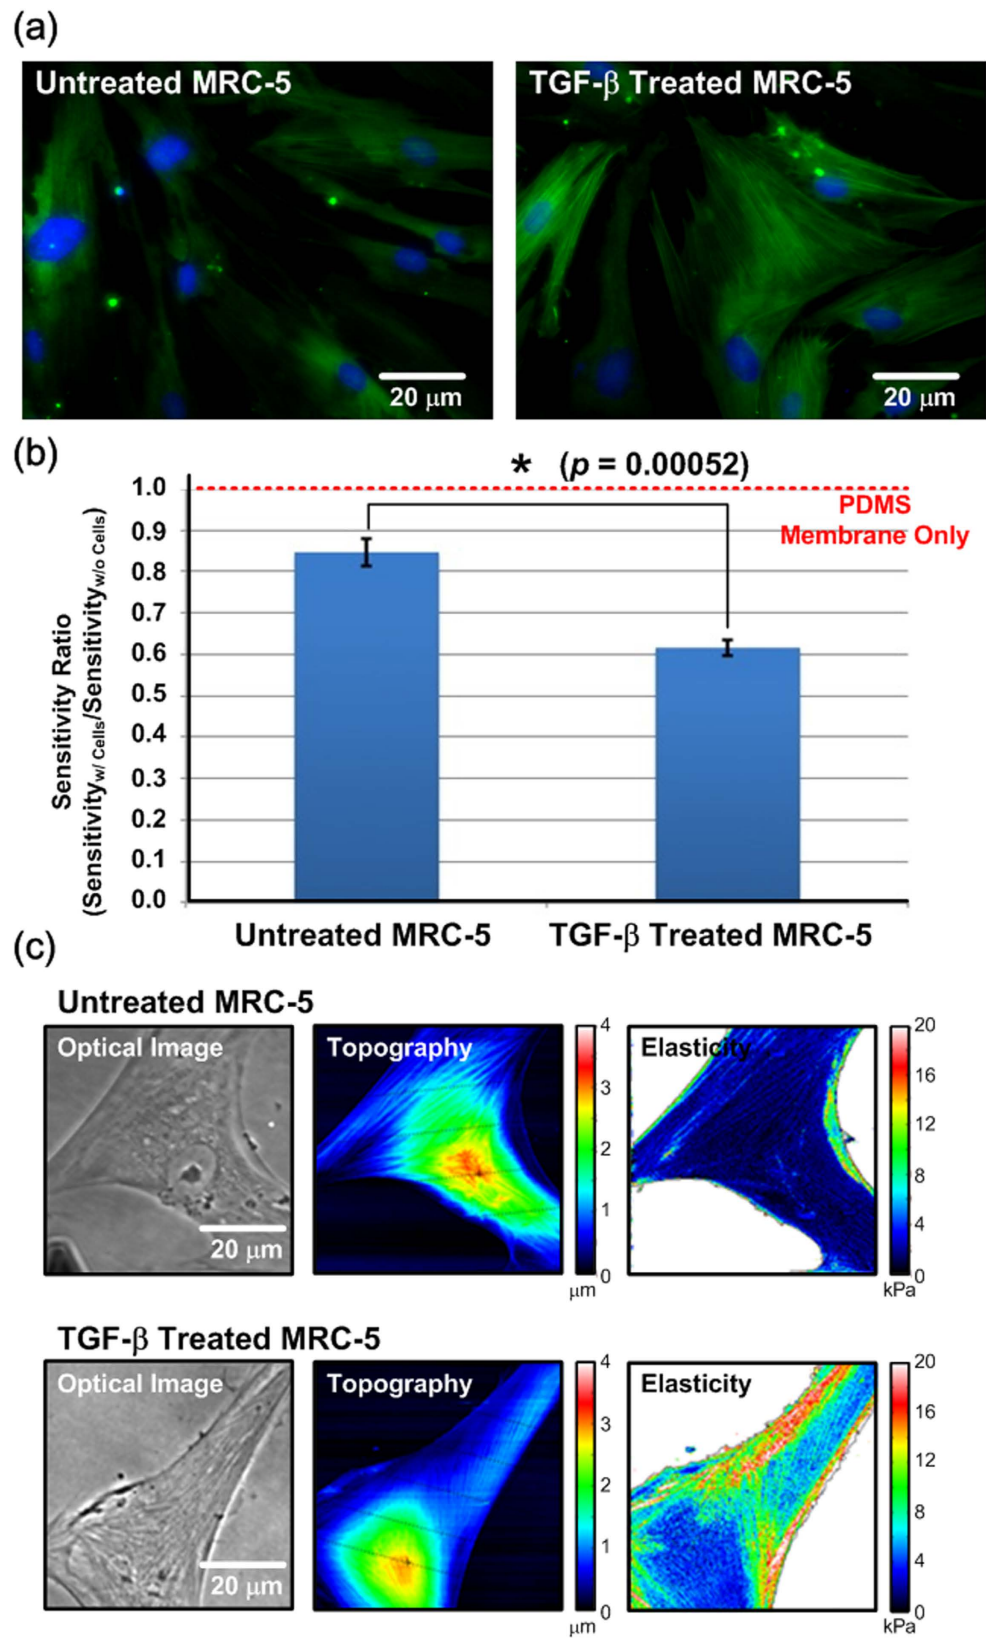 (a)
Untreated MRC-5
TGF-β Treated MRC-5
20 μm
20 μm
(b)
* (p = 0.00052)
PDMS
Membrane Only
Sensitivity Ratio
(Sensitivityw/ Cells/Sensitivityw/o Cells)
1.0
0.9
0.8
0.7
0.6
0.5
0.4
0.3
0.2
0.1
0.0
Untreated MRC-5
TGF-β Treated MRC-5
(c)
Untreated MRC-5
Optical Image
20 μm
Topography
4
3
2
1
0
μm
Elasticity
20
16
12
8
4
0
kPa
TGF-β Treated MRC-5
Optical Image
20 μm
Topography
4
3
2
1
0
μm
Elasticity
20
16
12
8
4
0
kPa